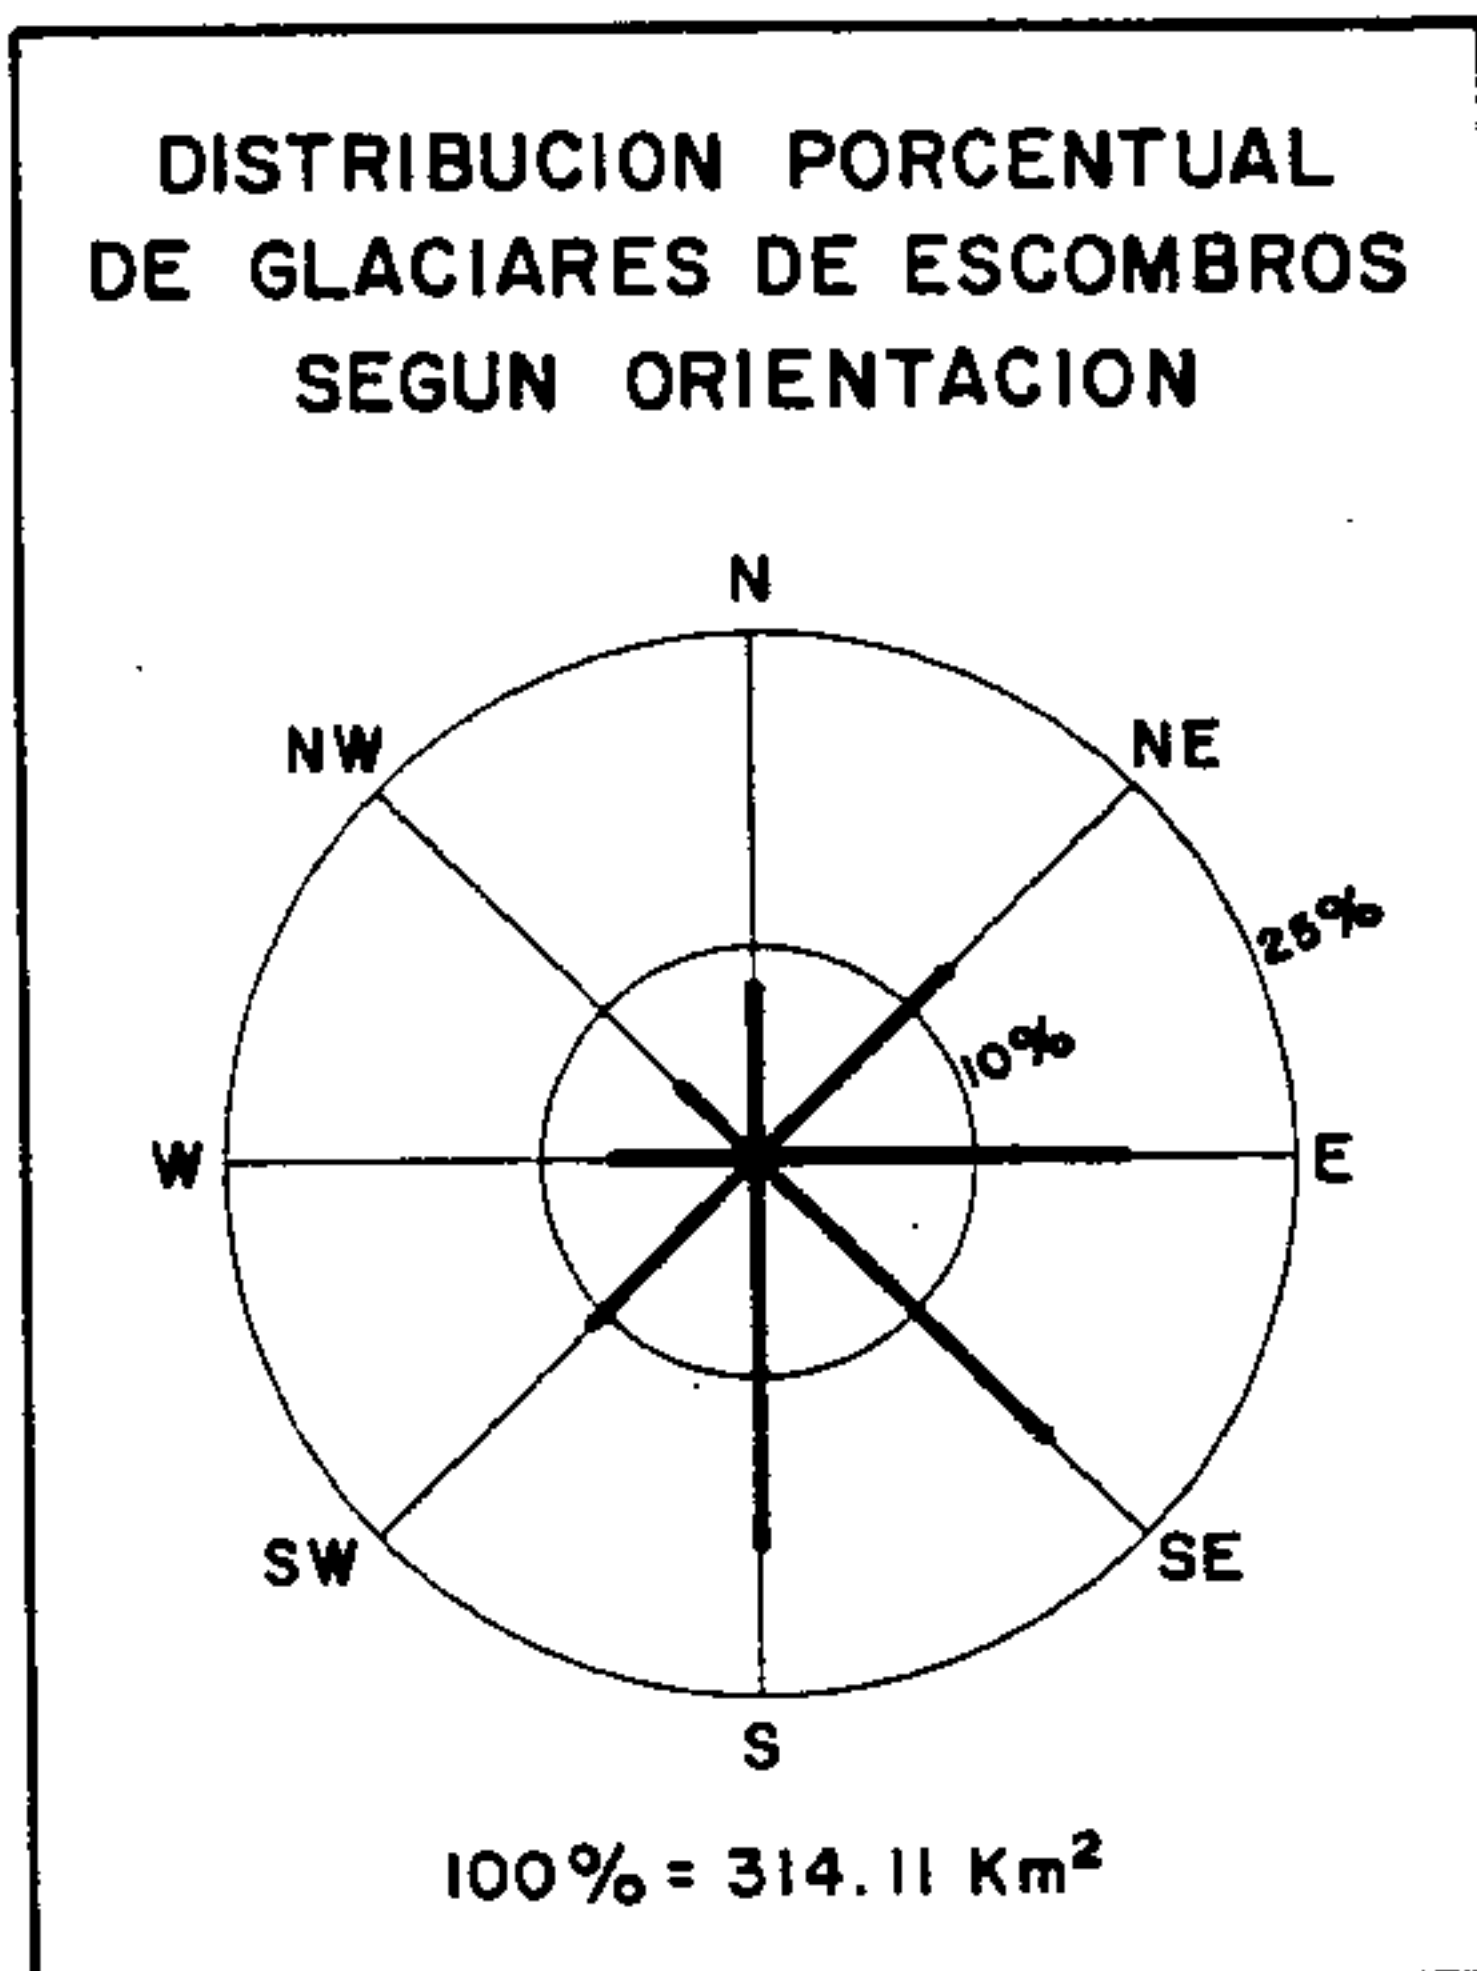 DISTRIBUCION PORCENTUAL
DE GLACIARES DE ESCOMBROS
SEGUN ORIENTACION
N
NW
NE
25%
10%
W
E
SW
SE
S
100% = 314.11 Km²